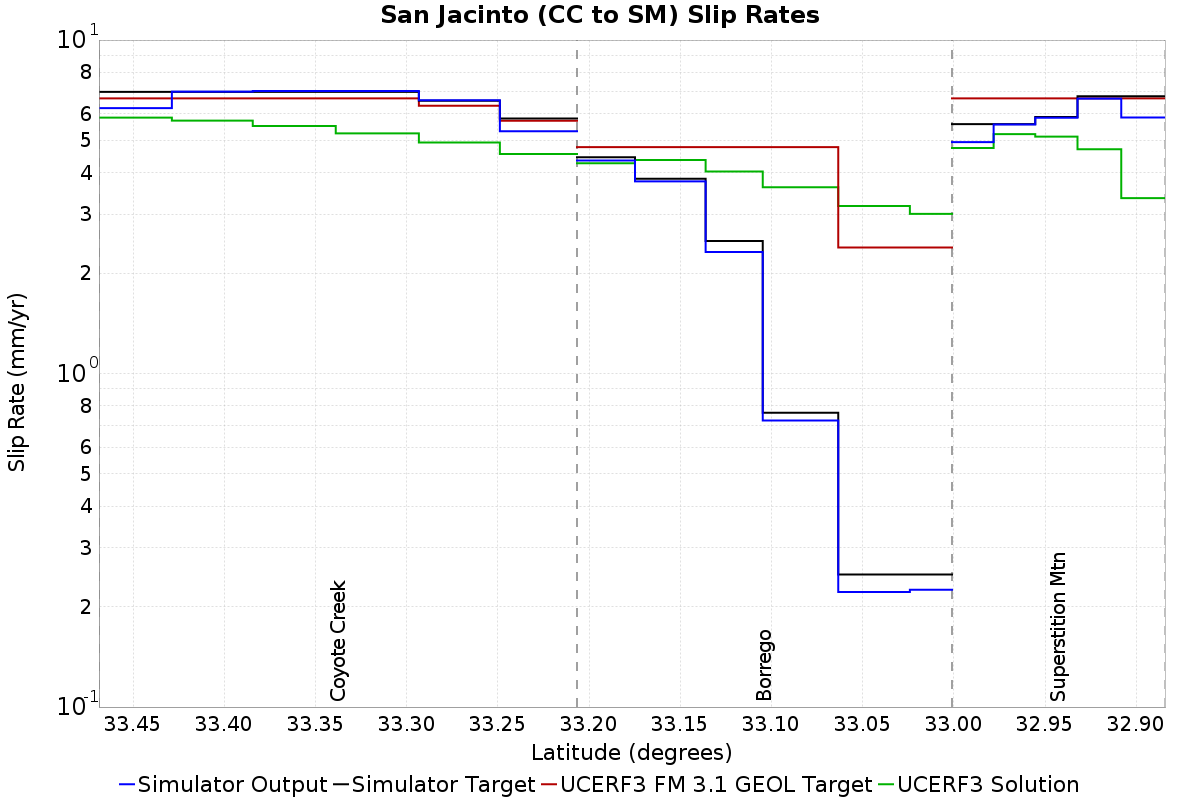 San Jacinto (CC to SM) Slip Rates
10^1
8
6
5
4
3
2
10^0
8
6
5
4
3
2
10^-1
Slip Rate (mm/yr)
Coyote Creek
Borrego
Superstition Mtn
33.45 33.40 33.35 33.30 33.25 33.20 33.15 33.10 33.05 33.00 32.95 32.90
Latitude (degrees)
Simulator Output Simulator Target UCERF3 FM 3.1 GEOL Target UCERF3 Solution